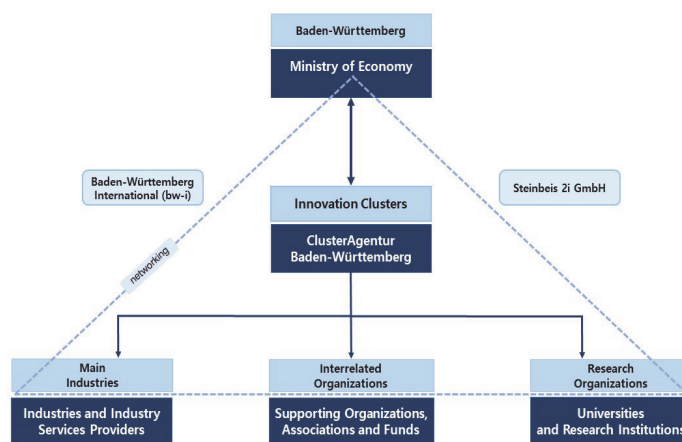 Baden-Württemberg
Ministry of Economy
Baden-Württemberg
International (bw-i)
Steinbeis 2i GmbH
Innovation Clusters
ClusterAgentur
Baden-Württemberg
networking
Main
Industries
Interrelated
Organizations
Research
Organizations
Industries and Industry
Services Providers
Supporting Organizations,
Associations and Funds
Universities
and Research Institutions